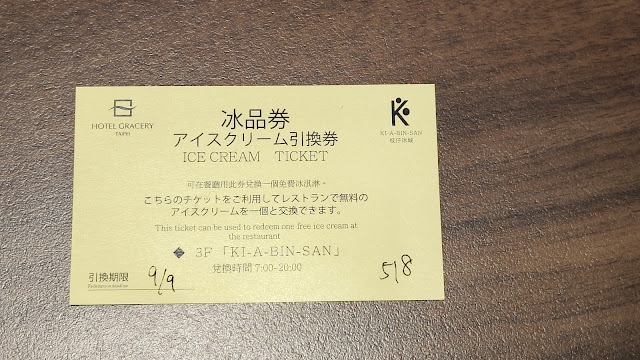 HOTEL GRACERY
TAIPEI
冰品券
アイスクリーム引換券
ICE CREAM TICKET
KI-A-BIN-SAN
可在餐廳用此券兌換一個免費冰淇淋。
こちらのチケットをご利用してレストランで無料の
アイスクリームを一個と交換できます。
This ticket can be used to redeem one free ice cream at
the restaurant
3F「KI-A-BIN-SAN」
兌換時間 7:00-20:00
引換期限 9/9
Redemption deadline
518